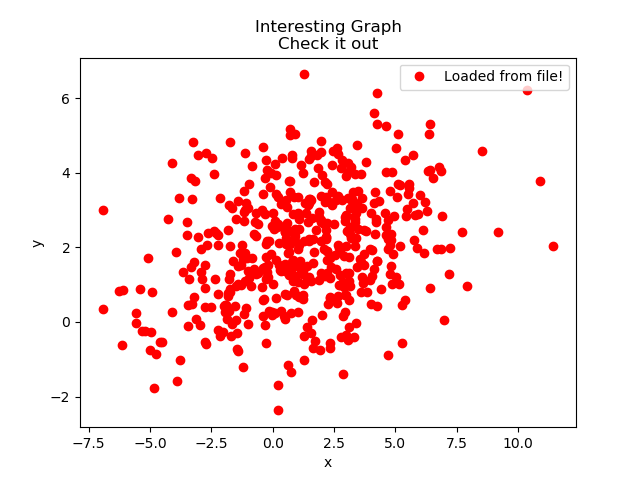 Interesting Graph
Check it out
Loaded from file!
6
4
2
0
−2
y
−7.5 −5.0 −2.5 0.0 2.5 5.0 7.5 10.0
x